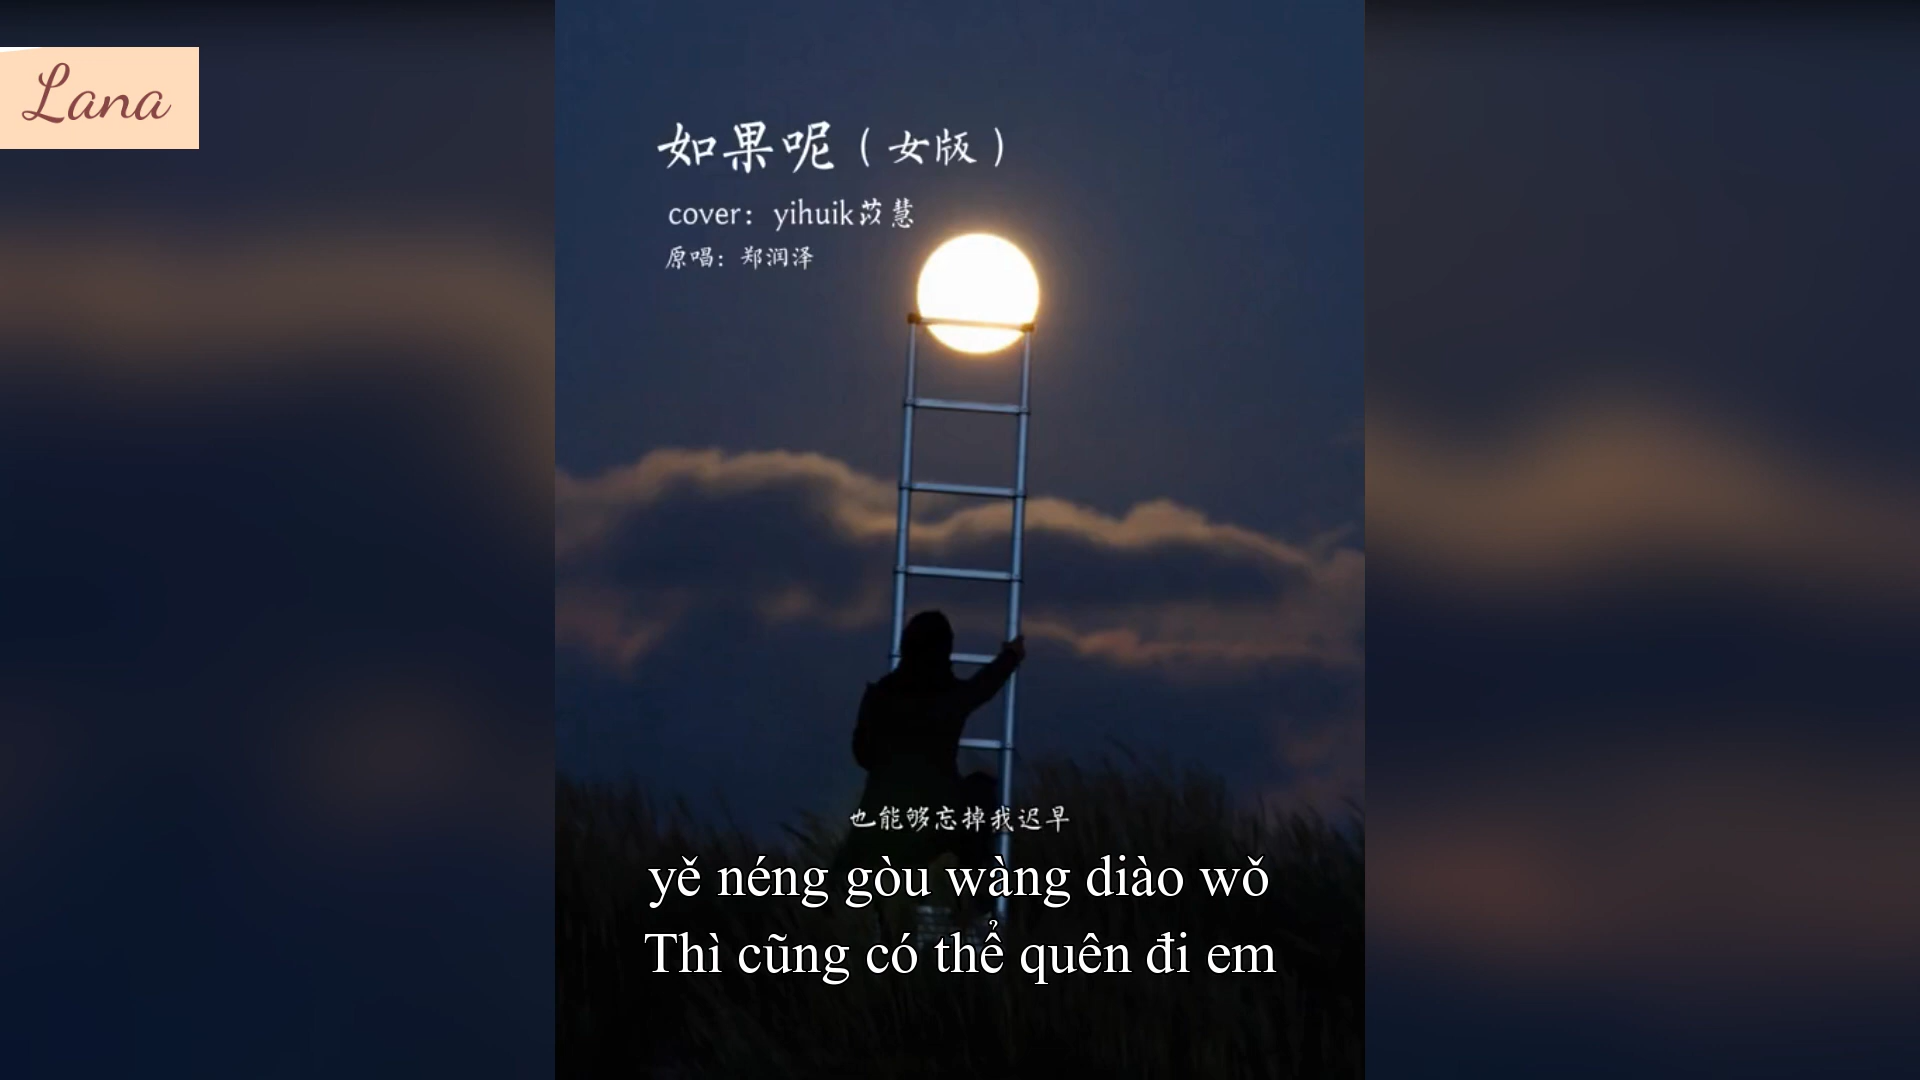 Lana
如果呢（女版）
cover：yihuik苡慧
原唱：郑润泽
也能够忘掉我迟早
yě néng gòu wàng diào wǒ
Thì cũng có thể quên đi em